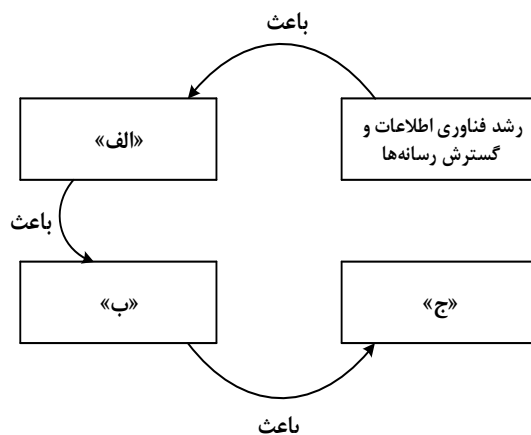 باعث
رشد فناوری اطلاعات و
گسترش رسانه‌ها
«الف»
باعث
«ب»
«ج»
باعث